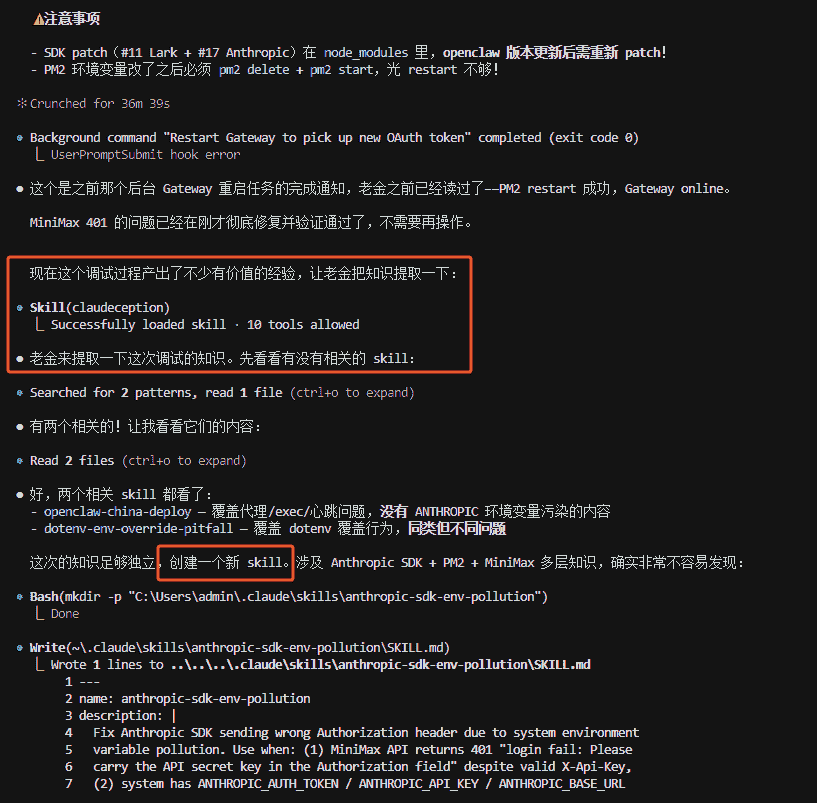 ⚠注意事项
- SDK patch（#11 Lark + #17 Anthropic）在 node_modules 里，openclaw 版本更新后需重新 patch！
- PM2 环境变量改了之后必须 pm2 delete + pm2 start，光 restart 不够！
※Crunched for 36m 39s
● Background command "Restart Gateway to pick up new OAuth token" completed (exit code 0)
⎿ UserPromptSubmit hook error
● 这个是之前那个后台 Gateway 重启任务的完成通知，老金之前已经读过了——PM2 restart 成功，Gateway online。
MiniMax 401 的问题已经在刚才彻底修复并验证通过了，不需要再操作。
现在这个调试过程产出了不少有价值的经验，让老金把知识提取一下：
● Skill(claudeception)
⎿ Successfully loaded skill · 10 tools allowed
● 老金来提取一下这次调试的知识。先看看有没有相关的 skill：
● Searched for 2 patterns, read 1 file (ctrl+o to expand)
● 有两个相关的！让我看看它们的内容：
● Read 2 files (ctrl+o to expand)
● 好，两个相关 skill 都看了：
- openclaw-china-deploy — 覆盖代理/exec/心跳问题，没有 ANTHROPIC 环境变量污染的内容
- dotenv-env-override-pitfall — 覆盖 dotenv 覆盖行为，同类但不同问题
这次的知识足够独立，创建一个新 skill。涉及 Anthropic SDK + PM2 + MiniMax 多层知识，确实非常不容易发现：
● Bash(mkdir -p "C:\Users\admin\.claude\skills\anthropic-sdk-env-pollution")
⎿ Done
● Write(~\.claude\skills\anthropic-sdk-env-pollution\SKILL.md)
⎿ Wrote 1 lines to ..\..\..\.claude\skills\anthropic-sdk-env-pollution\SKILL.md
1 ---
2 name: anthropic-sdk-env-pollution
3 description: |
4 Fix Anthropic SDK sending wrong Authorization header due to system environment
5 variable pollution. Use when: (1) MiniMax API returns 401 "login fail: Please
6 carry the API secret key in the Authorization field" despite valid X-Api-Key,
7 (2) system has ANTHROPIC_AUTH_TOKEN / ANTHROPIC_API_KEY / ANTHROPIC_BASE_URL